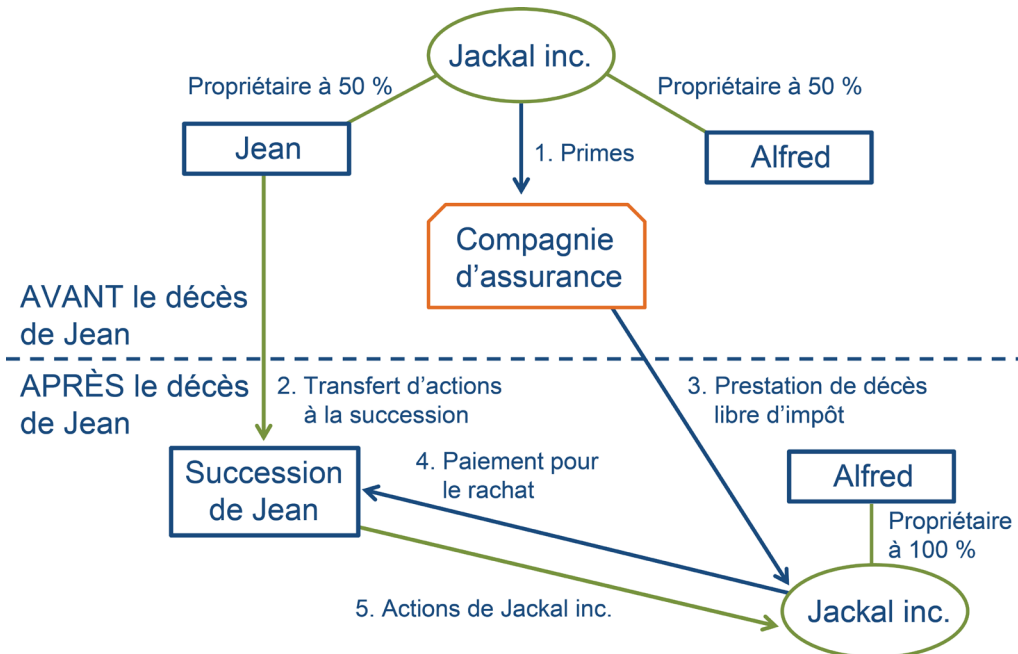 Jackal inc.
Propriétaire à 50 %
Propriétaire à 50 %
Jean
1. Primes
Alfred
Compagnie
d’assurance
AVANT le décès
de Jean
APRÈS le décès
de Jean
2. Transfert d’actions
à la succession
3. Prestation de décès
libre d’impôt
4. Paiement pour
le rachat
Succession
de Jean
Alfred
Propriétaire
à 100 %
5. Actions de Jackal inc.
Jackal inc.